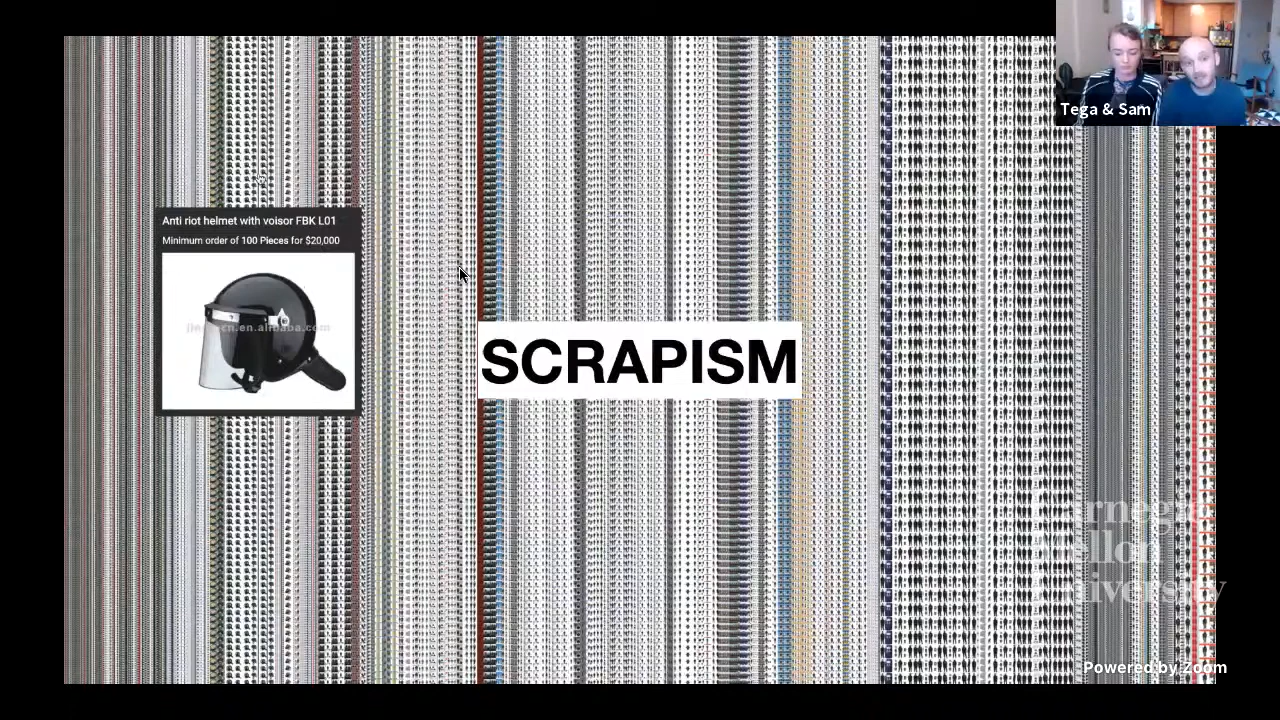 Tega & Sam
Anti riot helmet with voisor FBK L01
Minimum order of 100 Pieces for $20,000
SCRAPISM
Carnegie
Mellon
University
Powered by Zoom